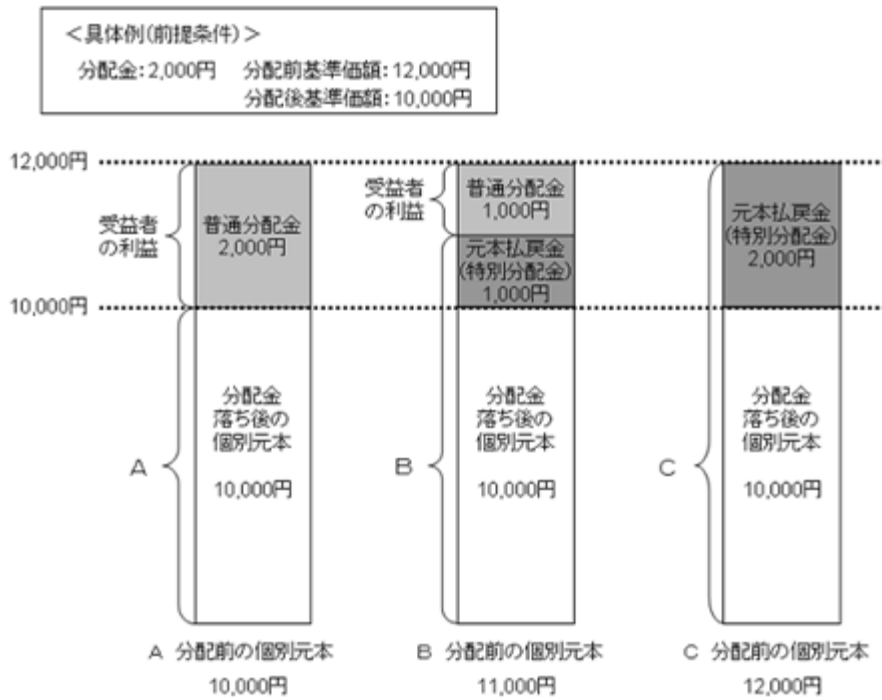 <具体例(前提条件)>
分配金:2,000円 分配前基準価額:12,000円
分配後基準価額:10,000円
12,000円
受益者
の利益
普通分配金
2,000円
受益者
の利益
普通分配金
1,000円
元本払戻金
(特別分配金)
1,000円
元本払戻金
(特別分配金)
2,000円
10,000円
A
分配金
落ち後の
個別元本
10,000円
B
分配金
落ち後の
個別元本
10,000円
C
分配金
落ち後の
個別元本
10,000円
A 分配前の個別元本
10,000円
B 分配前の個別元本
11,000円
C 分配前の個別元本
12,000円